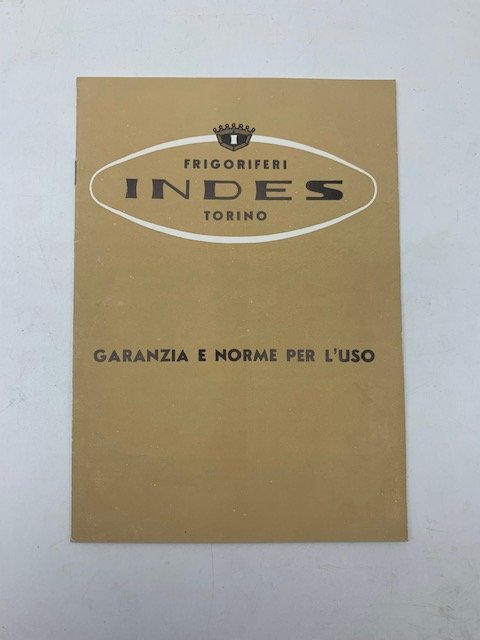 I
FRIGORIFERI
INDES
TORINO
GARANZIA E NORME PER L'USO